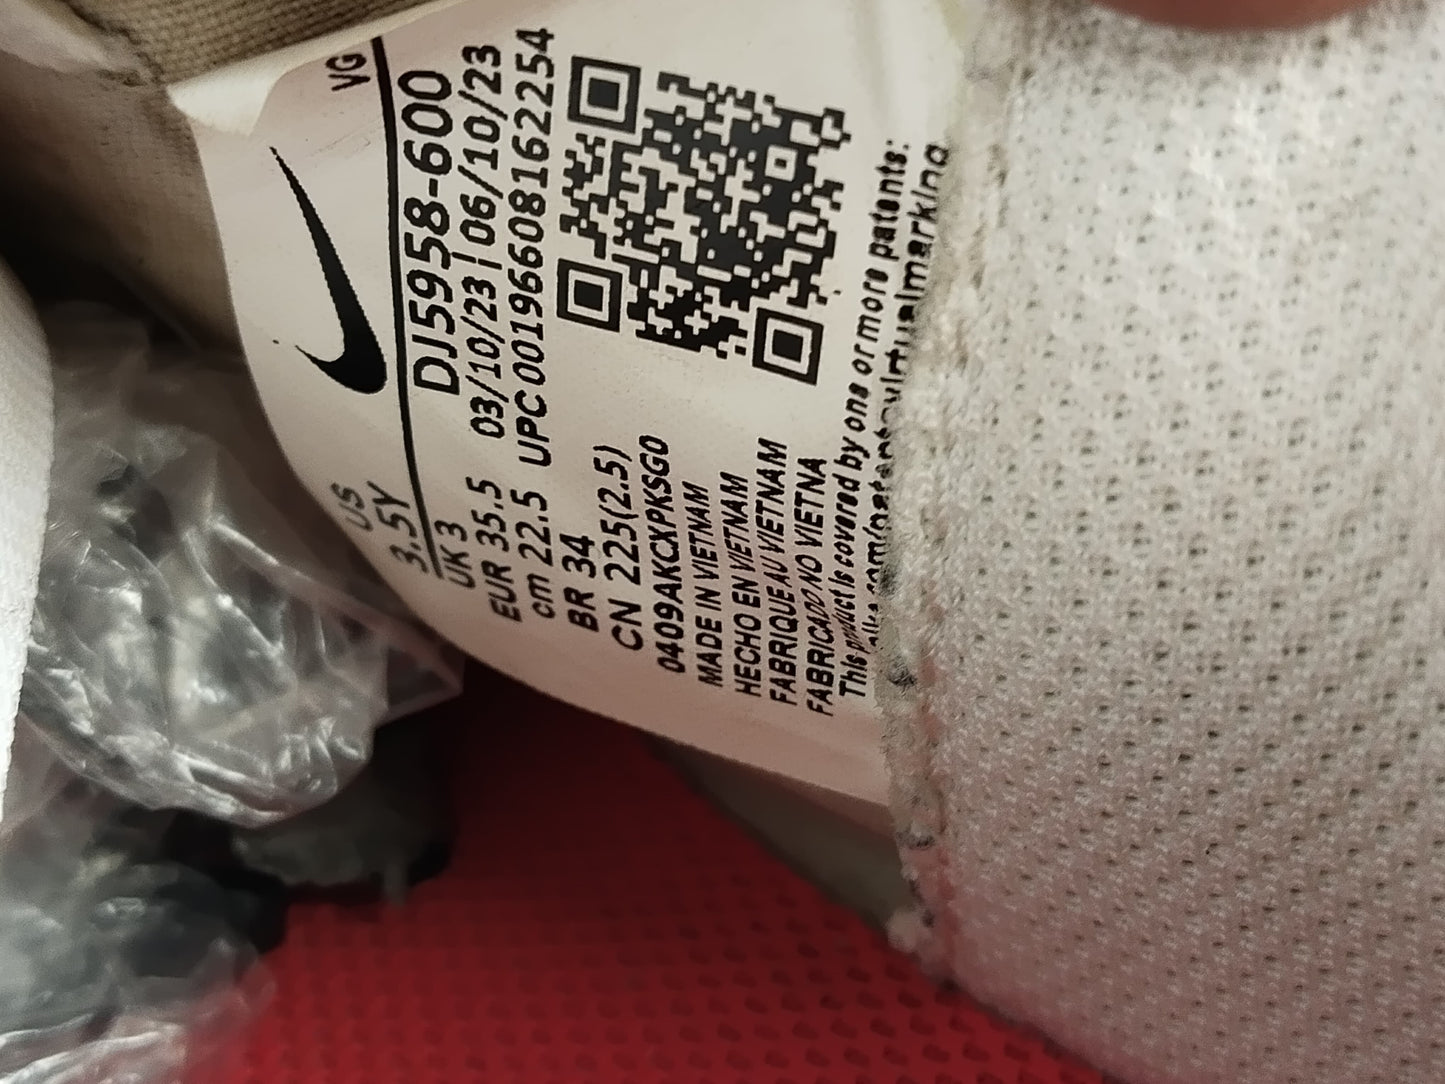 VG
US
3.5Y
DJ5958-600
UK 3
03/10/23 | 06/10/23
EUR 35.5
UPC 00196608162254
cm 22.5
BR 34
CN 225(2.5)
0409AKCXPKSG0
MADE IN VIETNAM
HECHO EN VIETNAM
FABRIQUE AU VIETNAM
FABRICADO NO VIETNA
This product is covered by one or more patents: